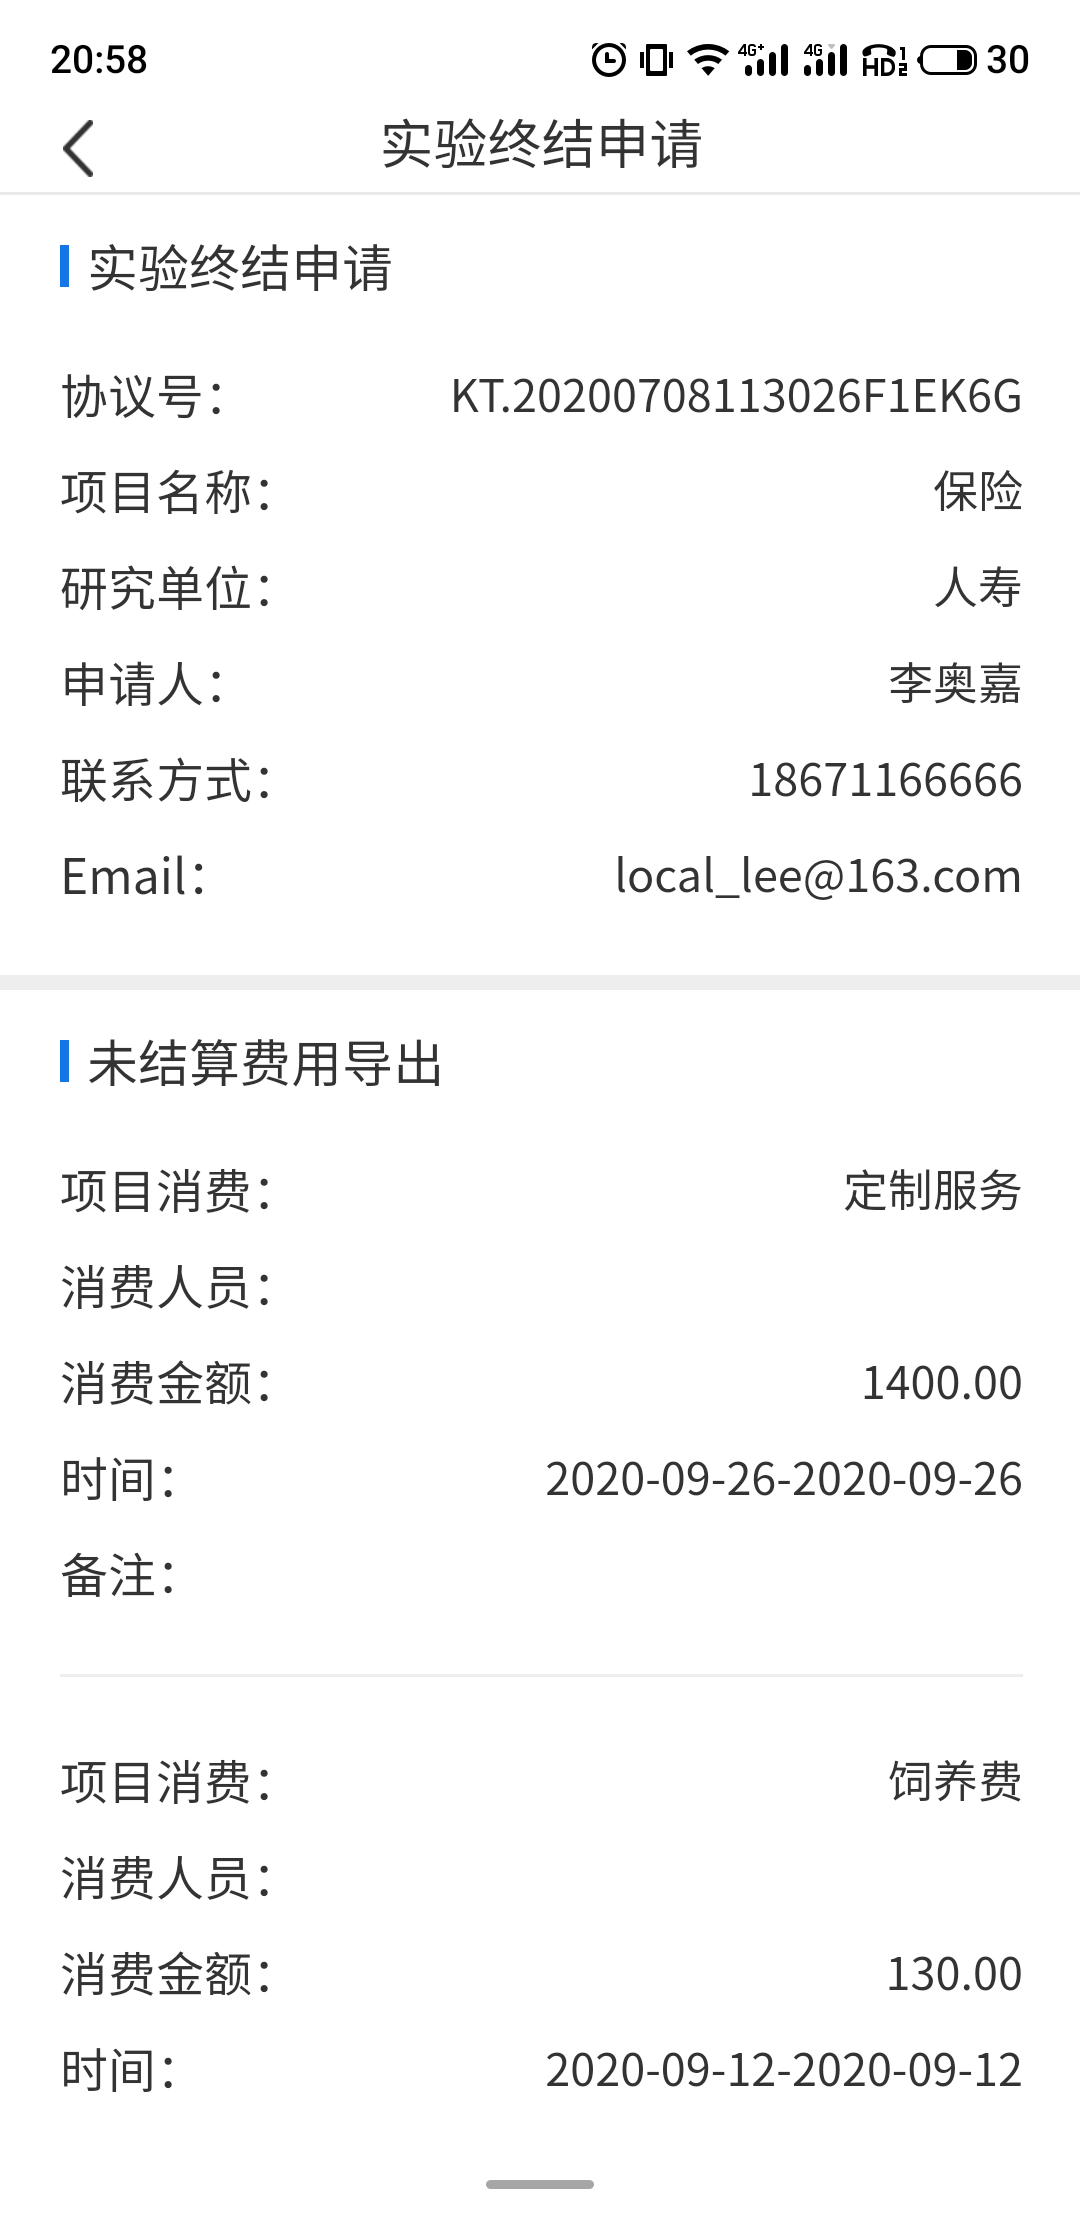 20:58
4G+ 4G HD 1 2 30
实验终结申请
实验终结申请
协议号： KT.20200708113026F1EK6G
项目名称： 保险
研究单位： 人寿
申请人： 李奥嘉
联系方式： 18671166666
Email： local_lee@163.com
未结算费用导出
项目消费： 定制服务
消费人员：
消费金额： 1400.00
时间： 2020-09-26-2020-09-26
备注：
项目消费： 饲养费
消费人员：
消费金额： 130.00
时间： 2020-09-12-2020-09-12